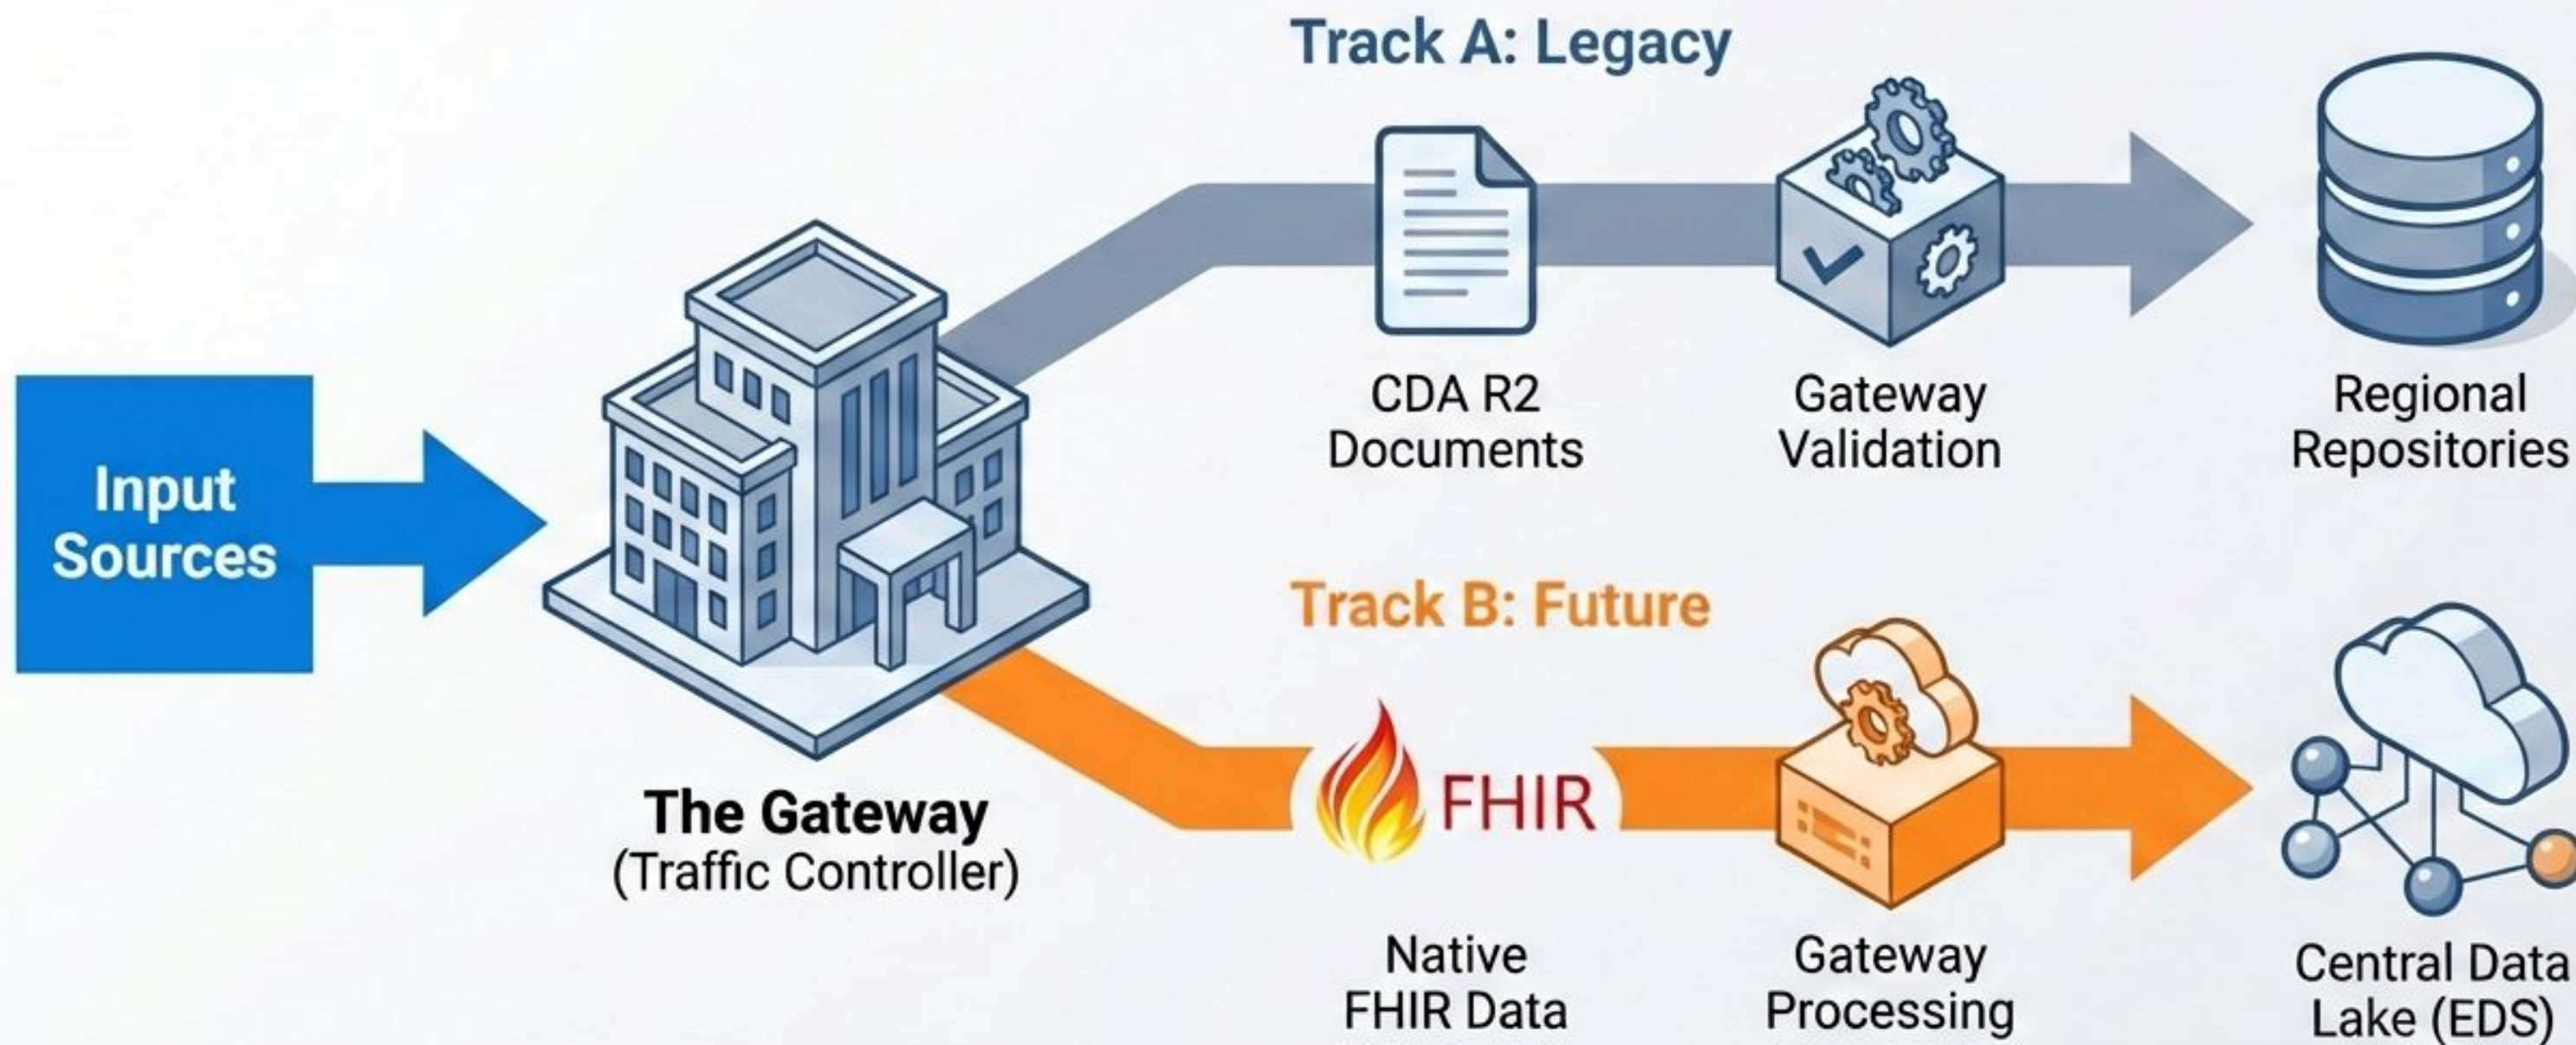 Track A: Legacy
Input
Sources
CDA R2
Documents
Gateway
Validation
Regional
Repositories
The Gateway
(Traffic Controller)
Track B: Future
FHIR
Native
FHIR Data
Gateway
Processing
Central Data
Lake (EDS)